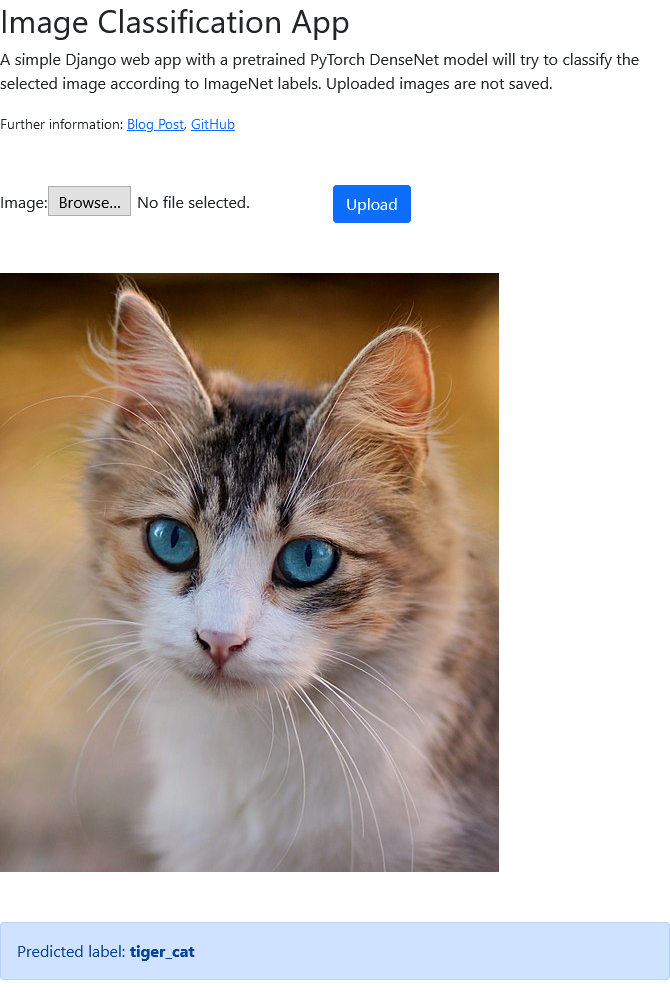 Image Classification App
A simple Django web app with a pretrained PyTorch DenseNet model will try to classify the
selected image according to ImageNet labels. Uploaded images are not saved.
Further information: Blog Post, GitHub
Image: Browse... No file selected. Upload
Predicted label: tiger_cat